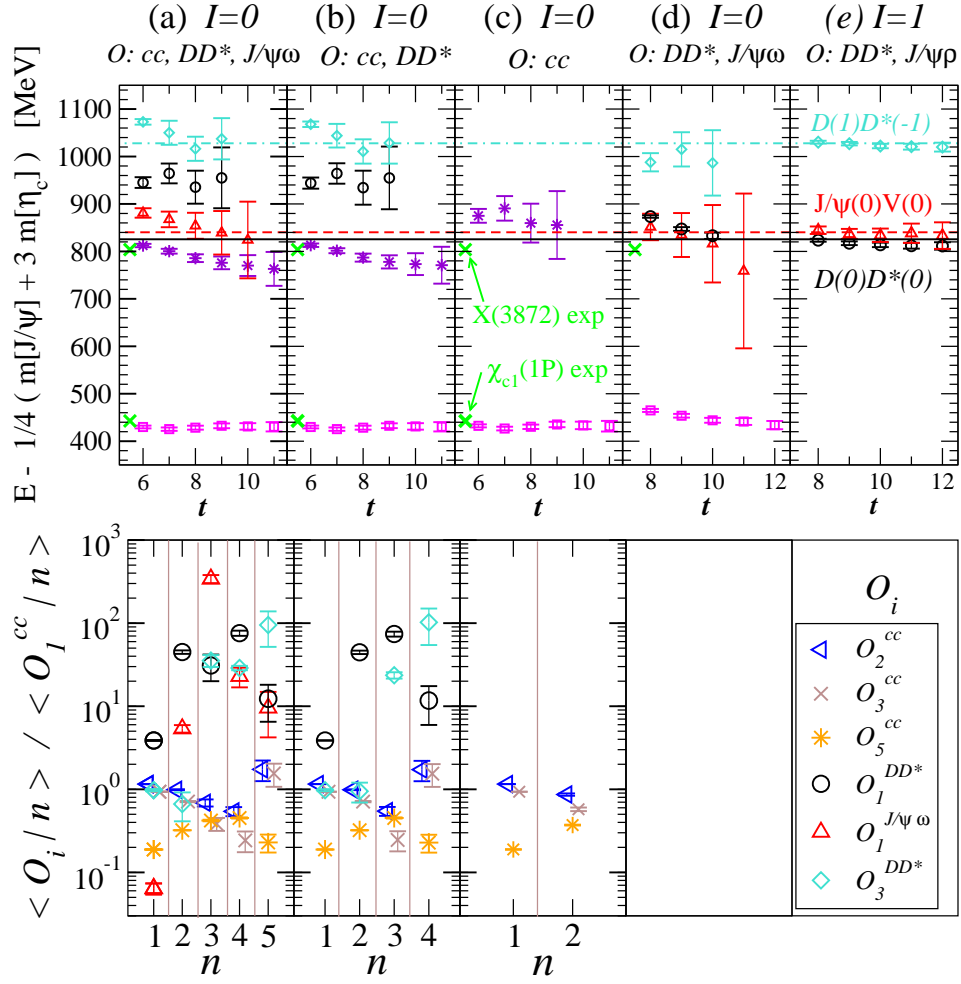 (a) I=0 (b) I=0 (c) I=0 (d) I=0 (e) I=1
O: cc, DD*, J/ψω O: cc, DD* O: cc O: DD*, J/ψω O: DD*, J/ψρ
E - 1/4 ( m[J/ψ] + 3 m[η_c] ) [MeV]
1100
1000
900
800
700
600
500
400
D(1)D*(-1)
J/ψ(0)V(0)
D(0)D*(0)
X(3872) exp
χ_c1(1P) exp
6 8 10 6 8 10 6 8 10 8 10 12 8 10 12
t t t t t
< O_i | n > / < O_1^cc | n >
10^3
10^2
10^1
10^0
10^-1
1 2 3 4 5 1 2 3 4 1 2
n n n
O_i
O_2^cc
O_3^cc
O_5^cc
O_1^DD*
O_1^J/ψ ω
O_3^DD*